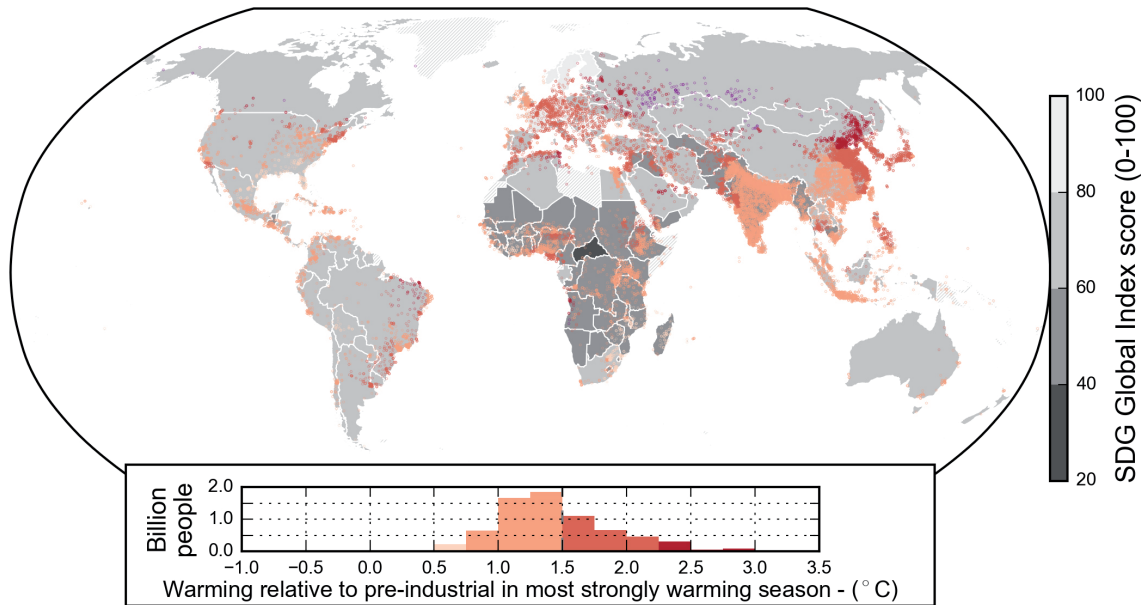 100
80
60
40
20
SDG Global Index score (0-100)
Billion
people
2.0
1.0
0.0
−1.0 −0.5 0.0 0.5 1.0 1.5 2.0 2.5 3.0 3.5
Warming relative to pre-industrial in most strongly warming season - (°C)